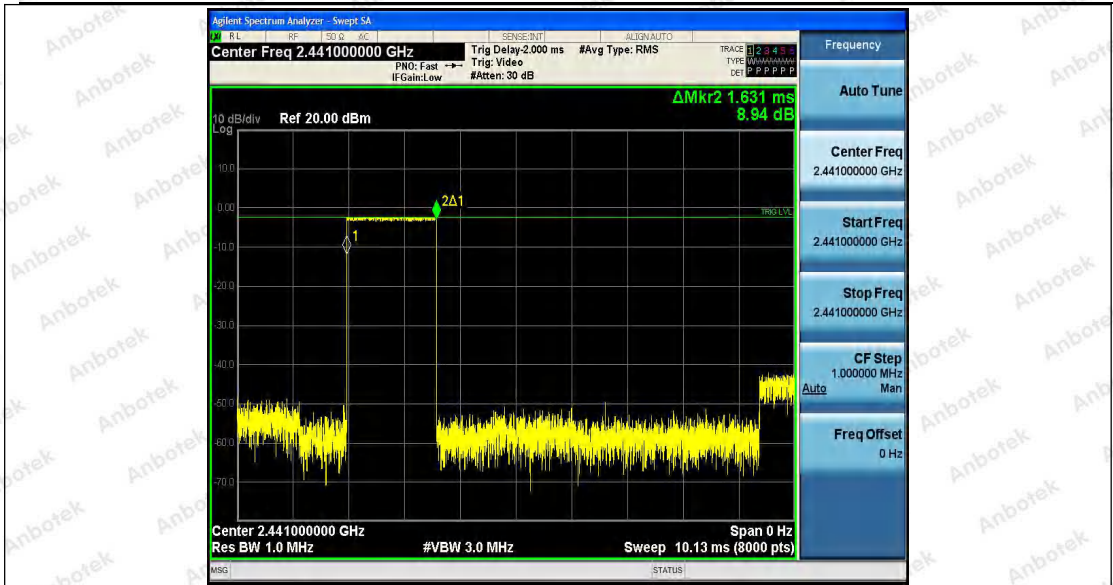 Agilent Spectrum Analyzer - Swept SA
RL RF 50 Ω AC SENSE:INT ALIGN AUTO
Center Freq 2.441000000 GHz
PNO: Fast
IFGain:Low
Trig Delay-2.000 ms
Trig: Video
#Atten: 30 dB
#Avg Type: RMS
TRACE 1 2 3 4 5 6
TYPE
DET P P P P P P
ΔMkr2 1.631 ms
8.94 dB
10 dB/div Ref 20.00 dBm
Log
10.0
0.00
-10.0
-20.0
-30.0
-40.0
-50.0
-60.0
-70.0
1
2Δ1
TRIG LVL
Center 2.441000000 GHz
Span 0 Hz
Res BW 1.0 MHz
#VBW 3.0 MHz
Sweep 10.13 ms (8000 pts)
MSG
STATUS
Frequency
Auto Tune
Center Freq
2.441000000 GHz
Start Freq
2.441000000 GHz
Stop Freq
2.441000000 GHz
CF Step
1.000000 MHz
Auto Man
Freq Offset
0 Hz
Anbotek